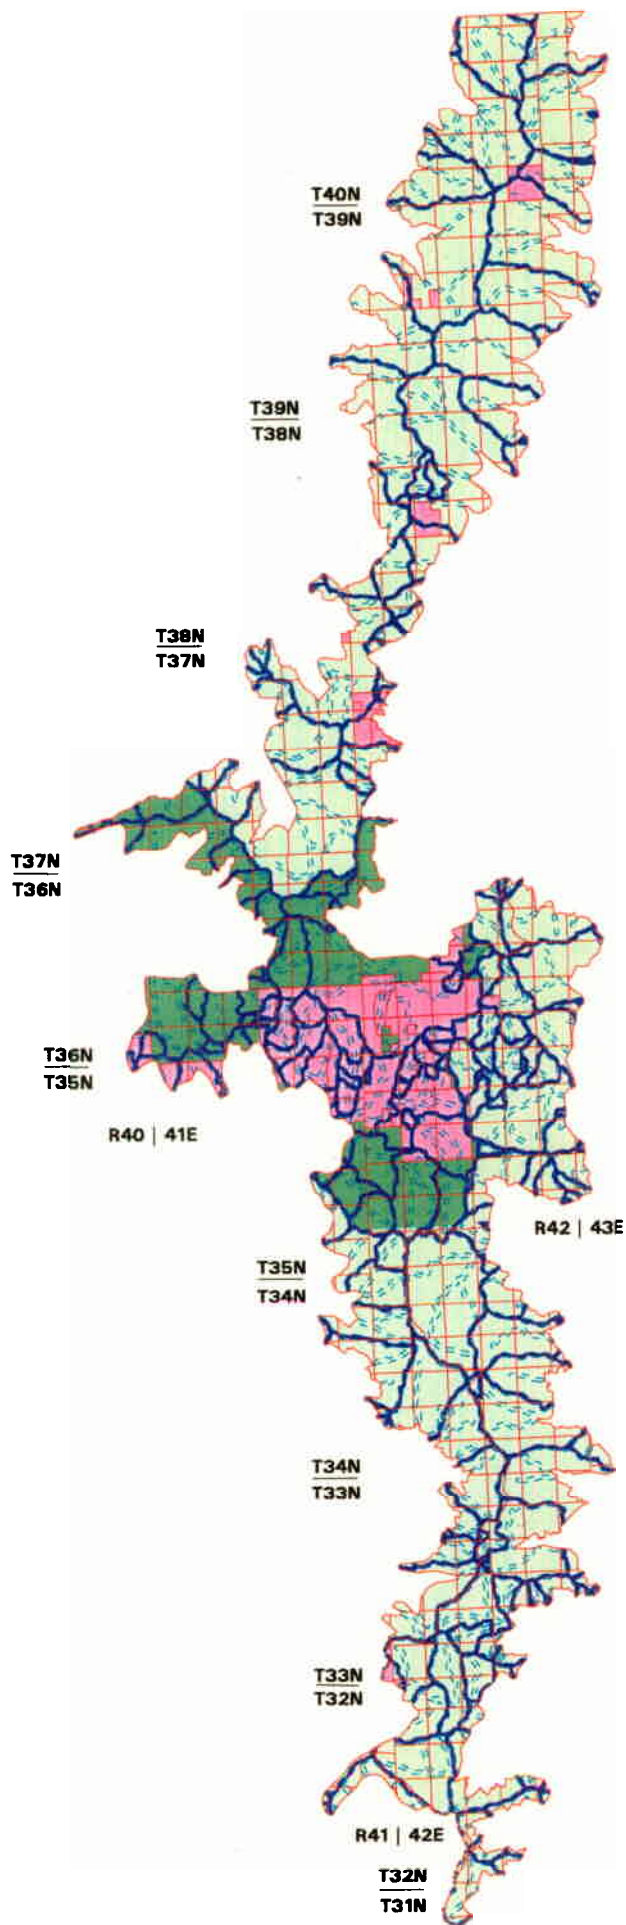 T40N
T39N
T39N
T38N
T38N
T37N
T37N
T36N
T36N
T35N
R40 | 41E
R42 | 43E
T35N
T34N
T34N
T33N
T33N
T32N
R41 | 42E
T32N
T31N